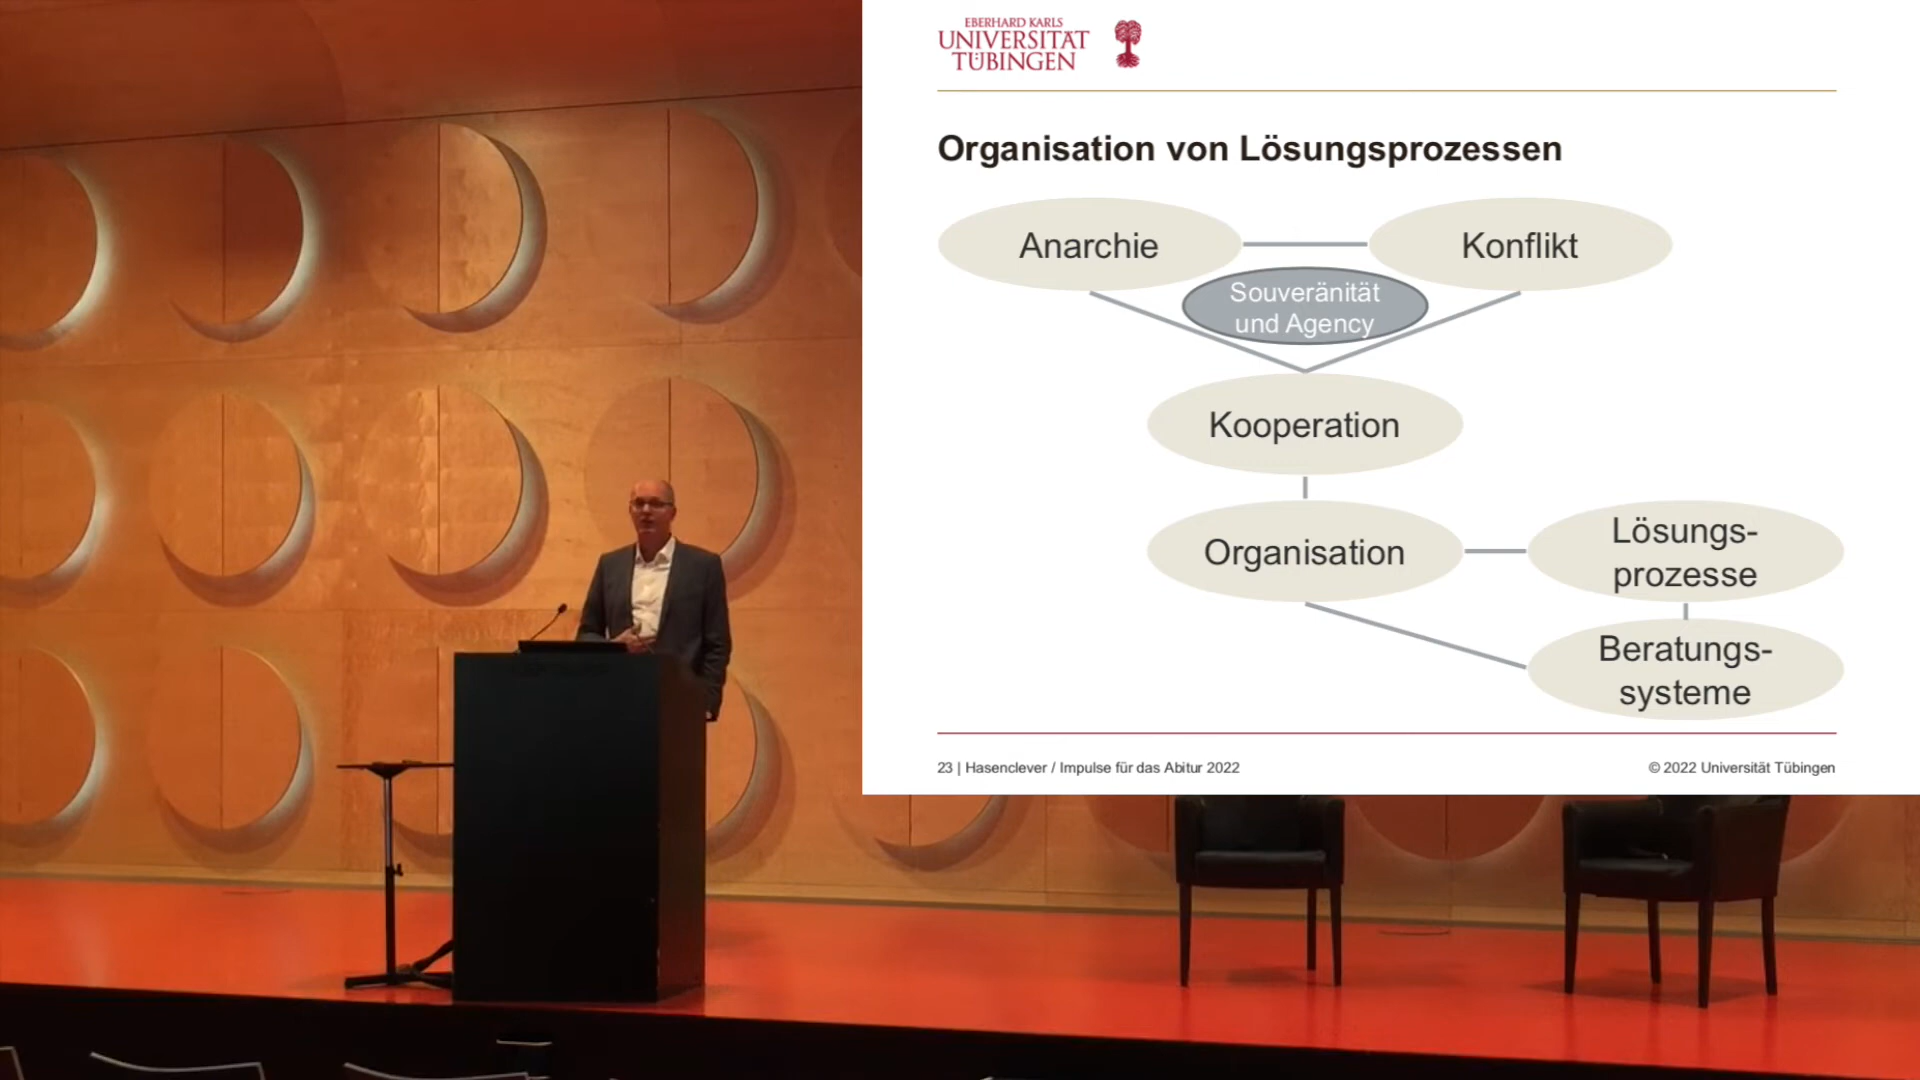 EBERHARD KARLS
UNIVERSITÄT
TÜBINGEN
Organisation von Lösungsprozessen
Anarchie
Konflikt
Souveränität
und Agency
Kooperation
Organisation
Lösungs-
prozesse
Beratungs-
systeme
23 | Hasenclever / Impulse für das Abitur 2022
© 2022 Universität Tübingen